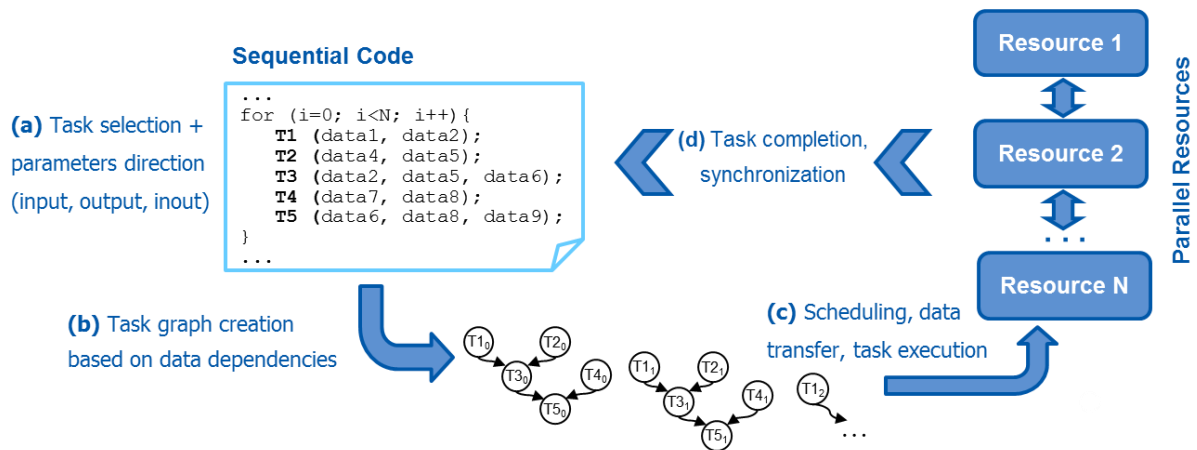 Sequential Code
...
for (i=0; i<N; i++){
T1 (data1, data2);
T2 (data4, data5);
T3 (data2, data5, data6);
T4 (data7, data8);
T5 (data6, data8, data9);
}
...
(a) Task selection +
parameters direction
(input, output, inout)
(b) Task graph creation
based on data dependencies
T1₀
T2₀
T3₀
T4₀
T5₀
T1₁
T2₁
T3₁
T4₁
T5₁
T1₂
...
(c) Scheduling, data
transfer, task execution
(d) Task completion,
synchronization
Resource 1
Resource 2
...
Resource N
Parallel Resources